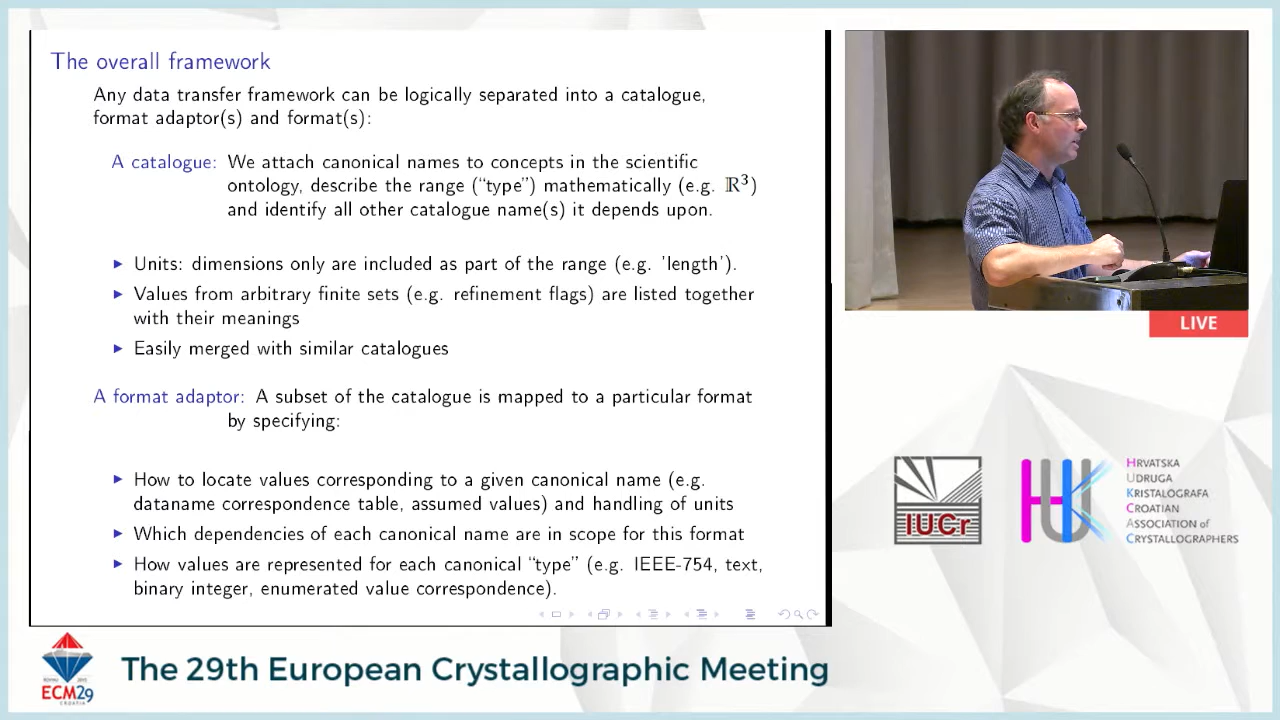 The overall framework
Any data transfer framework can be logically separated into a catalogue,
format adaptor(s) and format(s):
A catalogue: We attach canonical names to concepts in the scientific
ontology, describe the range (“type”) mathematically (e.g. ℝ³)
and identify all other catalogue name(s) it depends upon.
▶ Units: dimensions only are included as part of the range (e.g. 'length').
▶ Values from arbitrary finite sets (e.g. refinement flags) are listed together
with their meanings
▶ Easily merged with similar catalogues
A format adaptor: A subset of the catalogue is mapped to a particular format
by specifying:
▶ How to locate values corresponding to a given canonical name (e.g.
dataname correspondence table, assumed values) and handling of units
▶ Which dependencies of each canonical name are in scope for this format
▶ How values are represented for each canonical “type” (e.g. IEEE-754, text,
binary integer, enumerated value correspondence).
LIVE
IUCr
HUK
HRVATSKA
UDRUGA
KRISTALOGRAFA
CROATIAN
ASSOCIATION of
CRYSTALLOGRAPHERS
ECM29
CROATIA
The 29th European Crystallographic Meeting